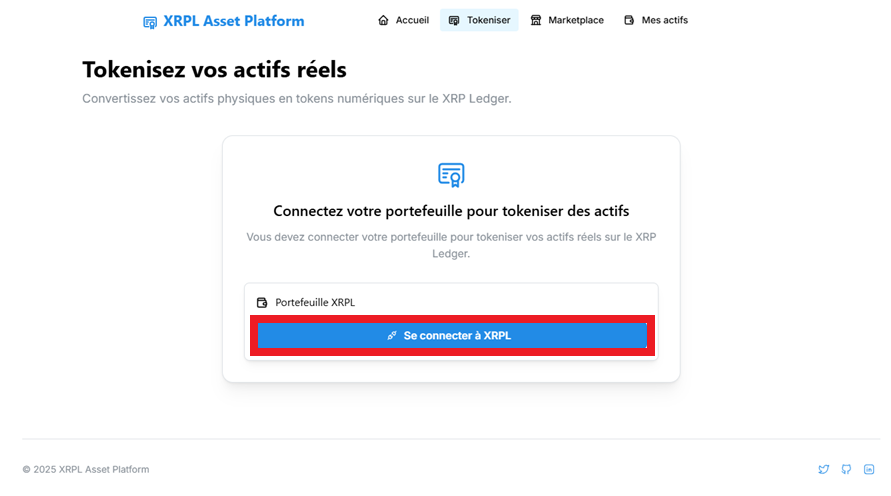 XRPL Asset Platform
Accueil
Tokeniser
Marketplace
Mes actifs
Tokenisez vos actifs réels
Convertissez vos actifs physiques en tokens numériques sur le XRP Ledger.
Connectez votre portefeuille pour tokeniser des actifs
Vous devez connecter votre portefeuille pour tokeniser vos actifs réels sur le XRP
Ledger.
Portefeuille XRPL
Se connecter à XRPL
© 2025 XRPL Asset Platform